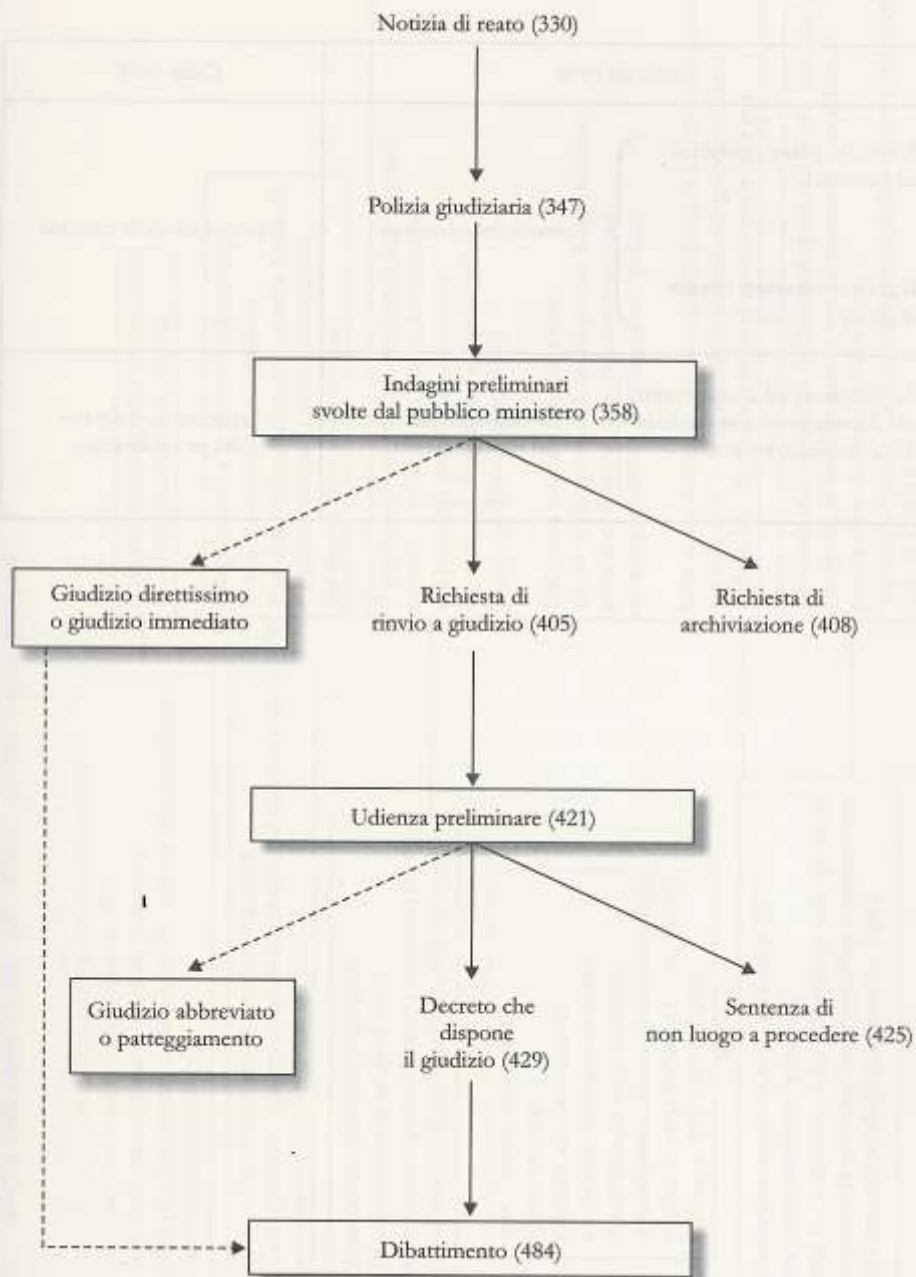 Notizia di reato (330)
Polizia giudiziaria (347)
Indagini preliminari
svolte dal pubblico ministero (358)
Giudizio direttissimo
o giudizio immediato
Richiesta di
rinvio a giudizio (405)
Richiesta di
archiviazione (408)
Udienza preliminare (421)
Giudizio abbreviato
o patteggiamento
Decreto che
dispone
il giudizio (429)
Sentenza di
non luogo a procedere (425)
Dibattimento (484)